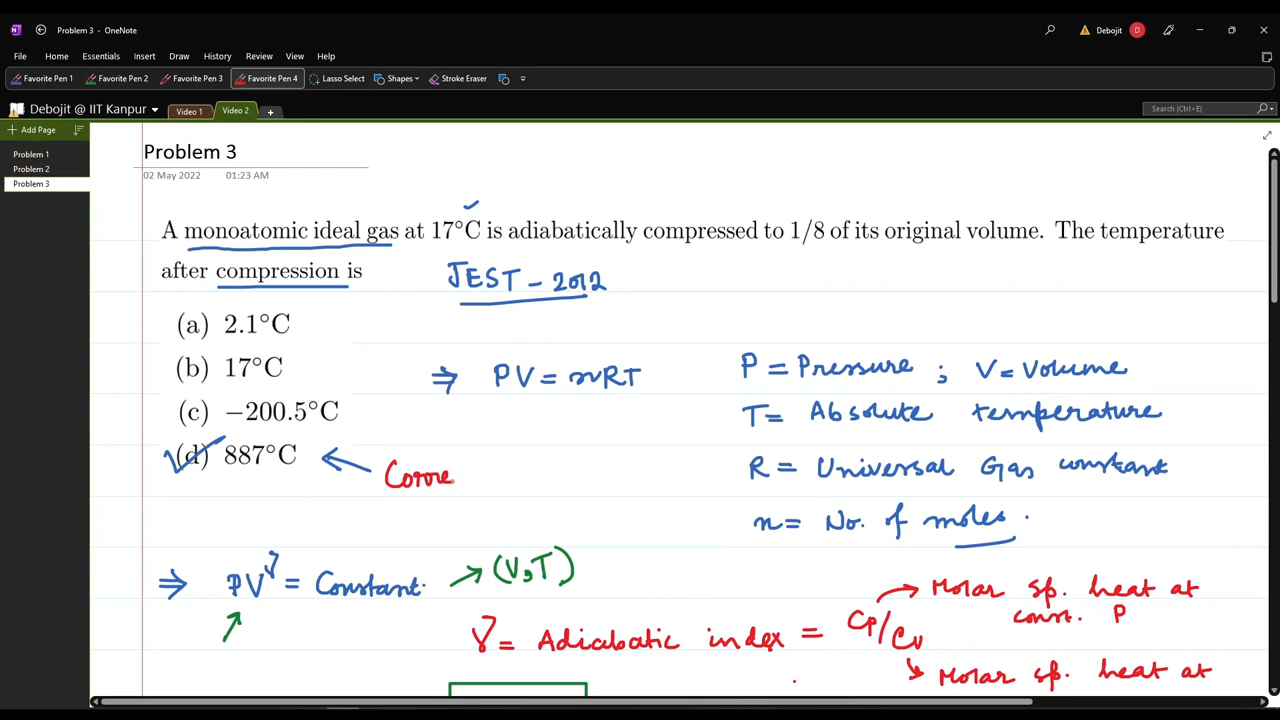 Problem 3 - OneNote
Debojit D
File Home Essentials Insert Draw History Review View Help
Favorite Pen 1 Favorite Pen 2 Favorite Pen 3 Favorite Pen 4 Lasso Select Shapes Stroke Eraser
Debojit @ IIT Kanpur Video 1 Video 2 Search (Ctrl+E)
Add Page
Problem 1
Problem 2
Problem 3
Problem 3
02 May 2022 01:23 AM
A monoatomic ideal gas at 17°C is adiabatically compressed to 1/8 of its original volume. The temperature
after compression is
JEST - 2012
(a) 2.1°C
(b) 17°C
(c) −200.5°C
(d) 887°C
Corre
⇒ PV = nRT
P = Pressure ; V = Volume
T = Absolute temperature
R = Universal Gas constant
n = No. of moles.
⇒ PV^γ = Constant. → (V, T)
γ = Adiabatic index = Cp/Cv
Molar sp. heat at
const. P
Molar sp. heat at